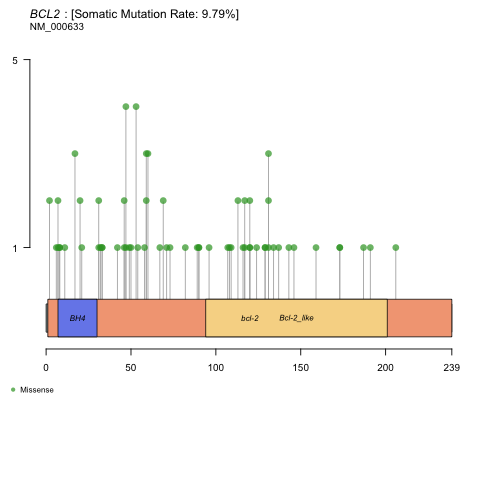 BCL2 : [Somatic Mutation Rate: 9.79%]
NM_000633
5
1
BH4 bcl-2 Bcl-2_like
0 50 100 150 200 239
Missense